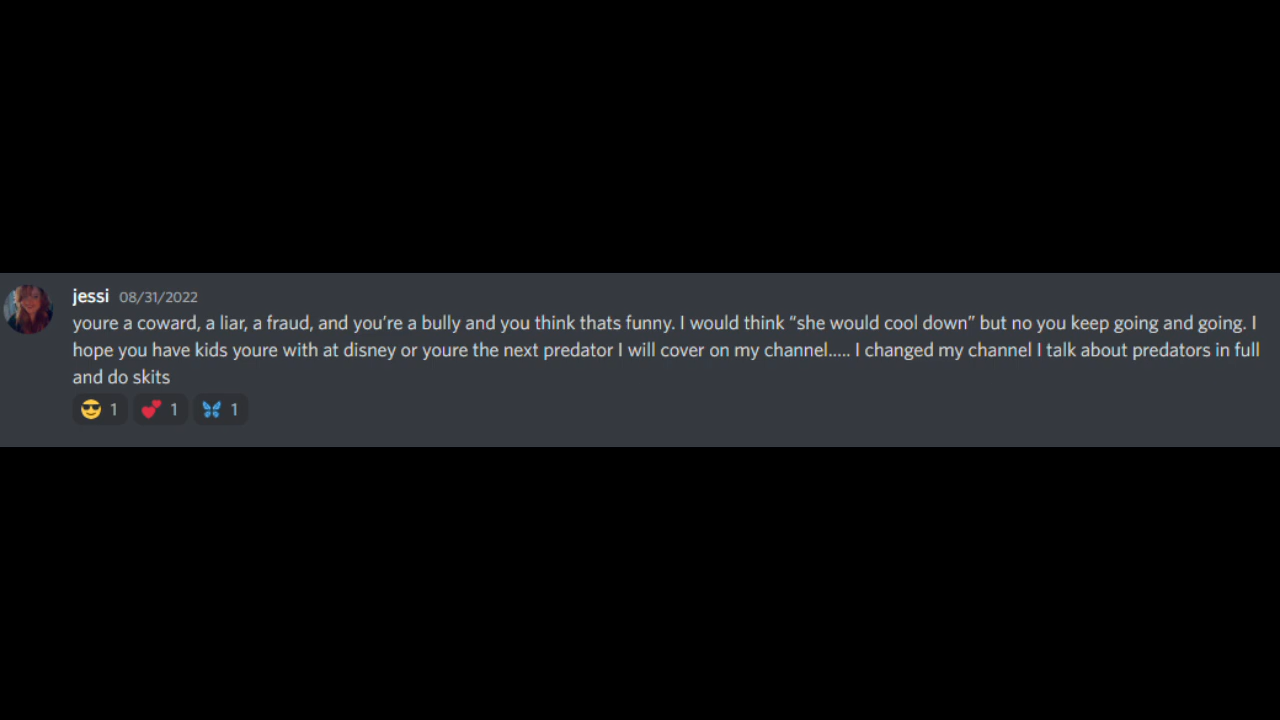 jessi 08/31/2022
youre a coward, a liar, a fraud, and you're a bully and you think thats funny. I would think “she would cool down” but no you keep going and going. I
hope you have kids youre with at disney or youre the next predator I will cover on my channel..... I changed my channel I talk about predators in full
and do skits
😎 1 💕 1 🦋 1